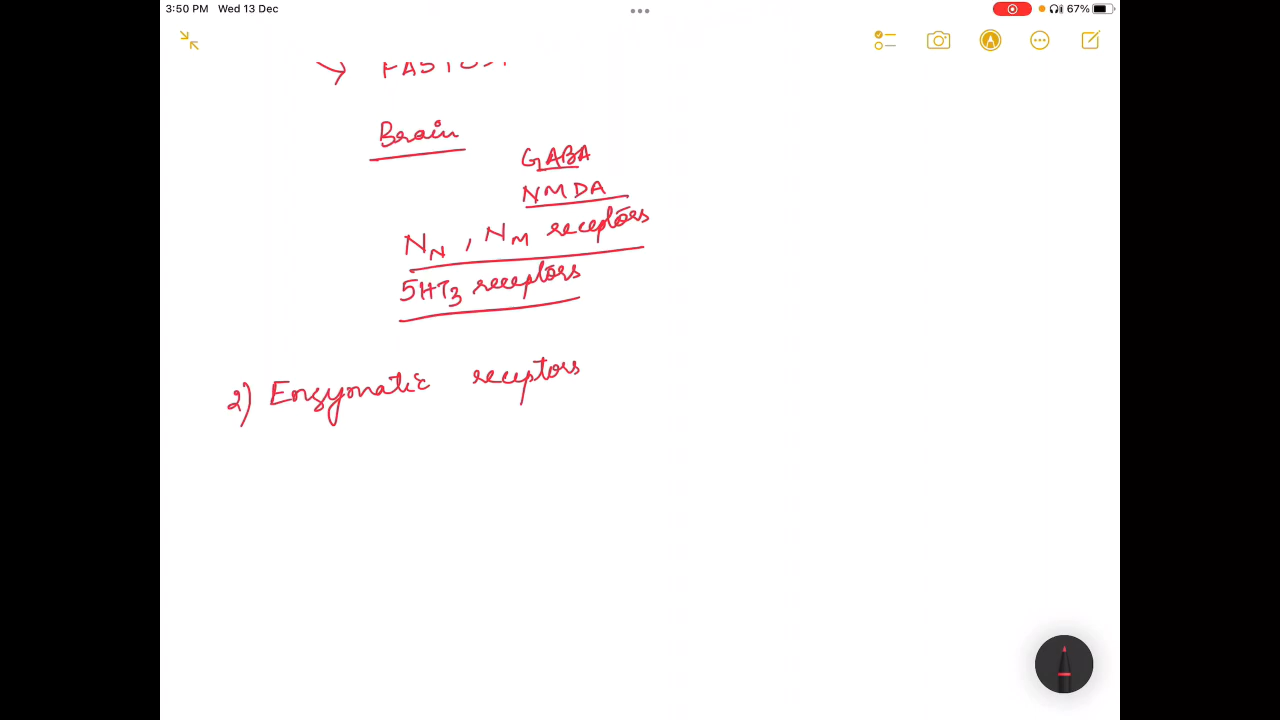 3:50 PM Wed 13 Dec
67%
Brain
GABA
NMDA
NN , NM receptors
5HT3 receptors
2) Enzymatic receptors